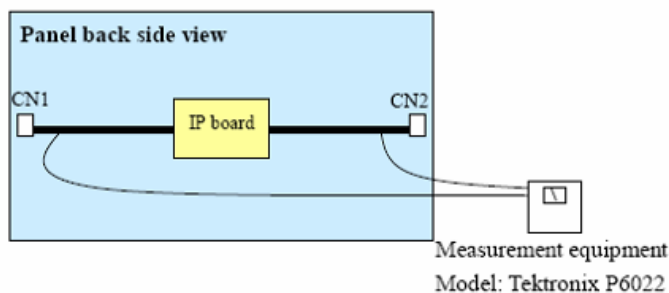 Panel back side view
CN1
CN2
IP board
Measurement equipment
Model: Tektronix P6022